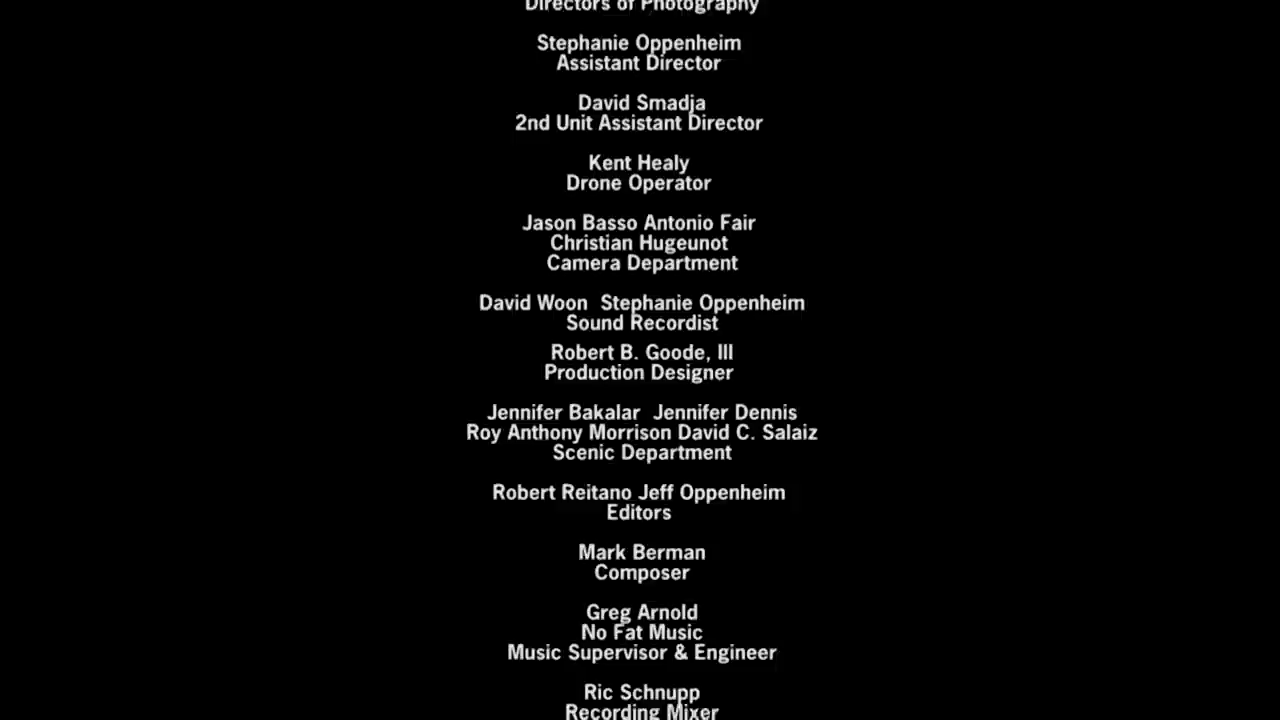 Directors of Photography
Stephanie Oppenheim
Assistant Director
David Smadja
2nd Unit Assistant Director
Kent Healy
Drone Operator
Jason Basso Antonio Fair
Christian Hugeunot
Camera Department
David Woon  Stephanie Oppenheim
Sound Recordist
Robert B. Goode, III
Production Designer
Jennifer Bakalar  Jennifer Dennis
Roy Anthony Morrison David C. Salaiz
Scenic Department
Robert Reitano Jeff Oppenheim
Editors
Mark Berman
Composer
Greg Arnold
No Fat Music
Music Supervisor & Engineer
Ric Schnupp
Recording Mixer